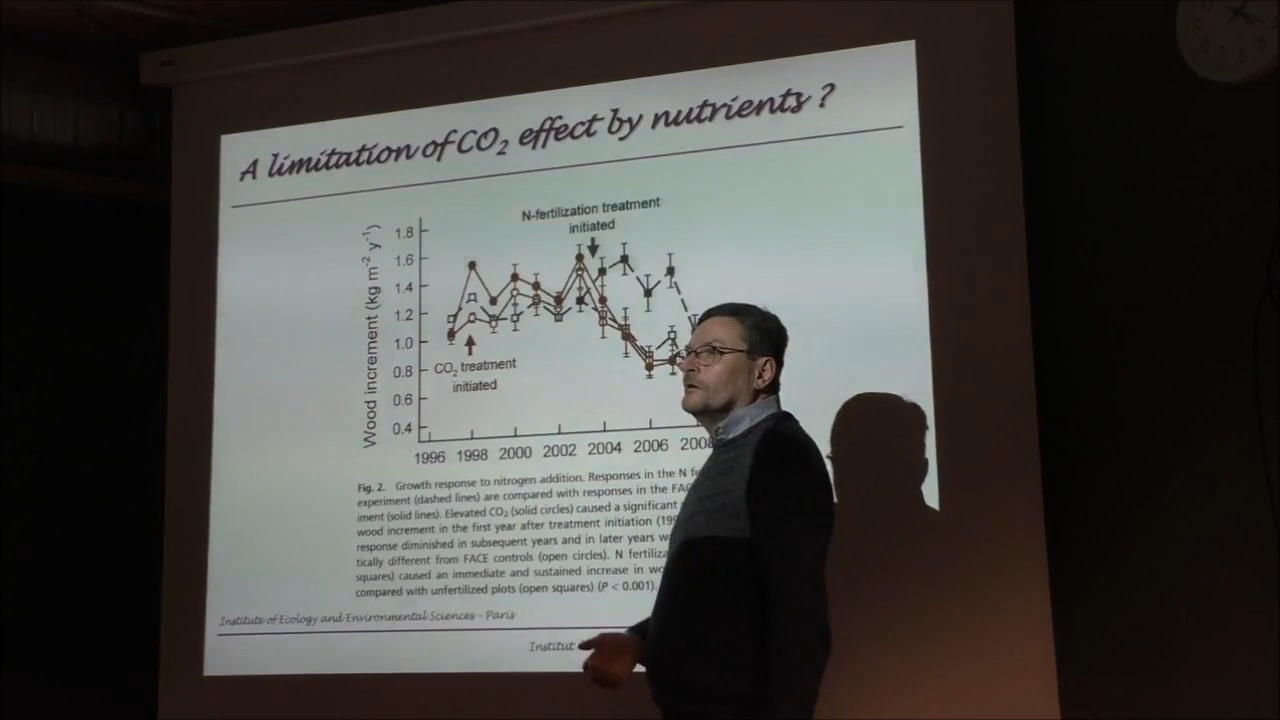 A limitation of CO2 effect by nutrients ?
N-fertilization treatment
initiated
Wood increment (kg m-2 y-1)
1.8
1.6
1.4
1.2
1.0
0.8
0.6
0.4
CO2 treatment
initiated
1996 1998 2000 2002 2004 2006 2008
Fig. 2. Growth response to nitrogen addition. Responses in the N
experiment (dashed lines) are compared with responses in the
iment (solid lines). Elevated CO2 (solid circles) caused a significant
wood increment in the first year after treatment initiation
response diminished in subsequent years and in later years
tically different from FACE controls (open circles). N
squares) caused an immediate and sustained increase in
compared with unfertilized plots (open squares) (P < 0.001).
Institute of Ecology and Environmental Sciences - Paris
Institut